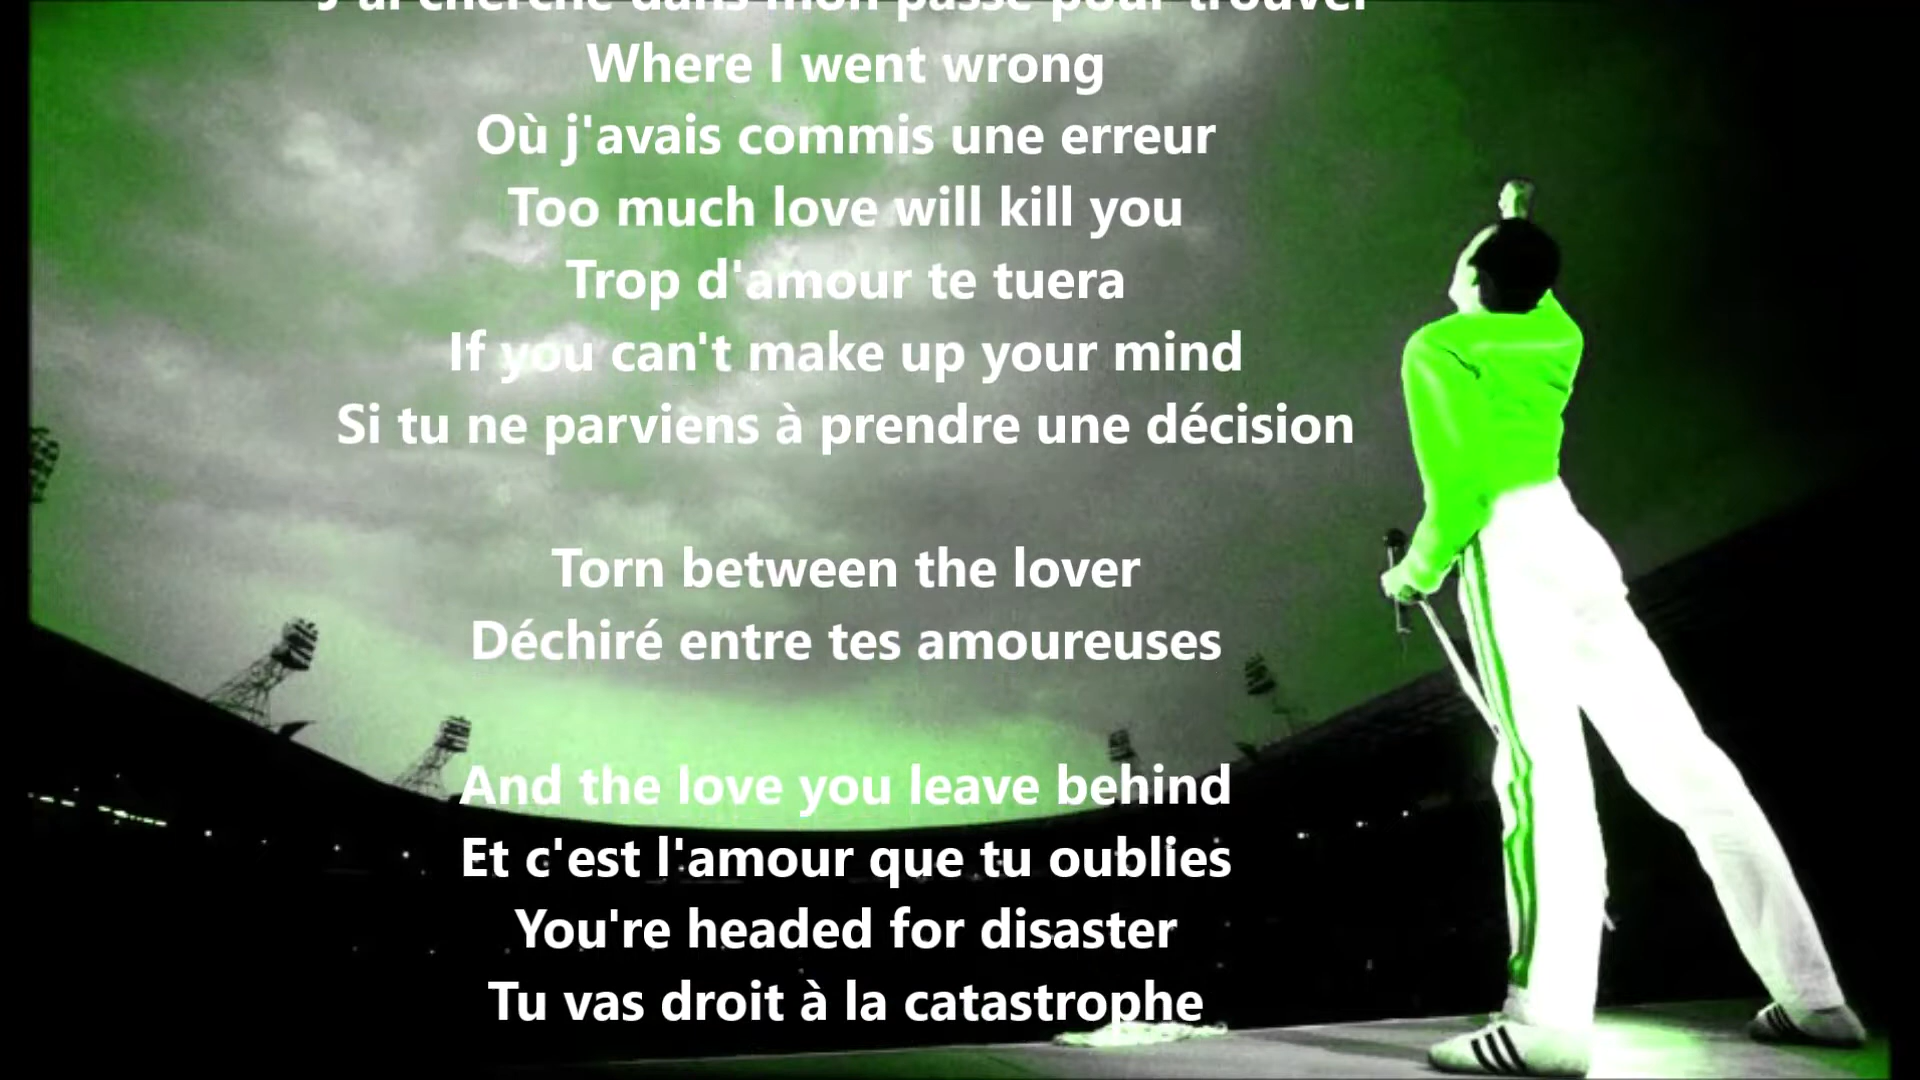 J'ai cherché dans mon passé pour trouver
Where I went wrong
Où j'avais commis une erreur
Too much love will kill you
Trop d'amour te tuera
If you can't make up your mind
Si tu ne parviens à prendre une décision
Torn between the lover
Déchiré entre tes amoureuses
And the love you leave behind
Et c'est l'amour que tu oublies
You're headed for disaster
Tu vas droit à la catastrophe